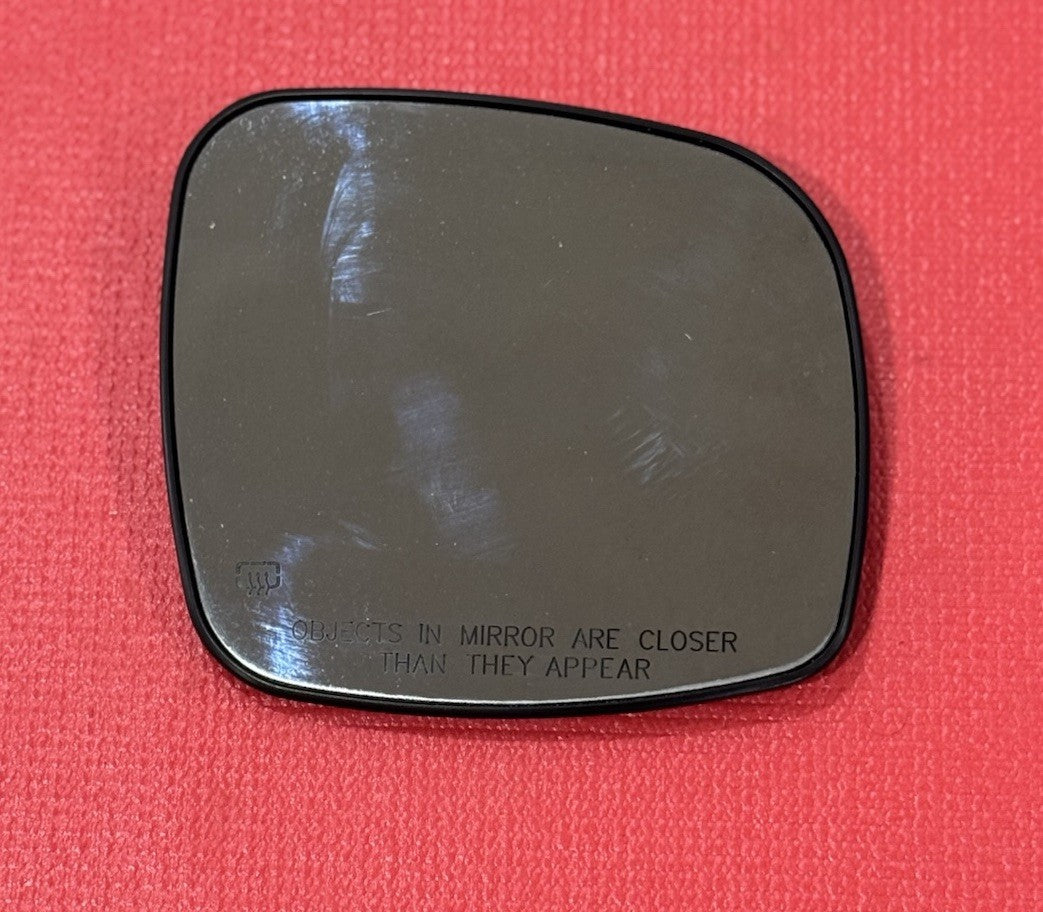 OBJECTS IN MIRROR ARE CLOSER
THAN THEY APPEAR